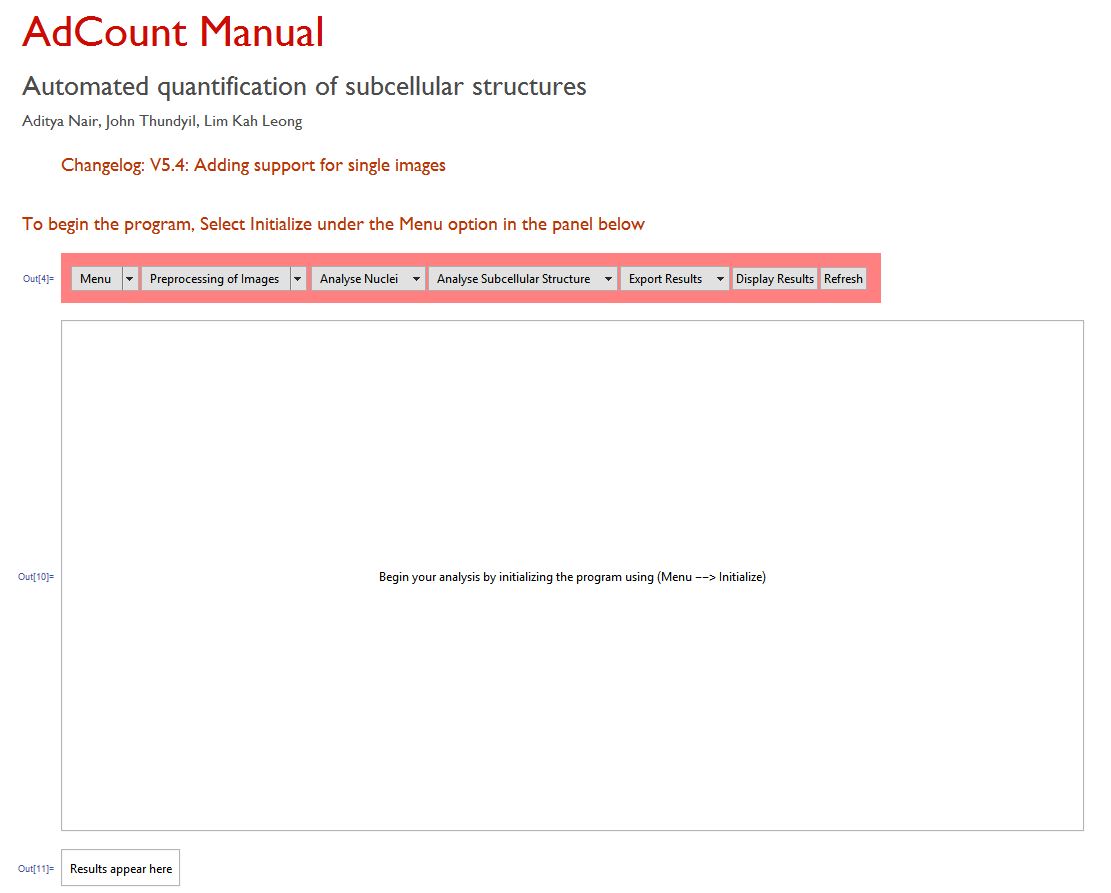 AdCount Manual
Automated quantification of subcellular structures
Aditya Nair, John Thundyil, Lim Kah Leong
Changelog: V5.4: Adding support for single images
To begin the program, Select Initialize under the Menu option in the panel below
Out[4]= Menu Preprocessing of Images Analyse Nuclei Analyse Subcellular Structure Export Results Display Results Refresh
Out[10]= Begin your analysis by initializing the program using (Menu --> Initialize)
Out[11]= Results appear here